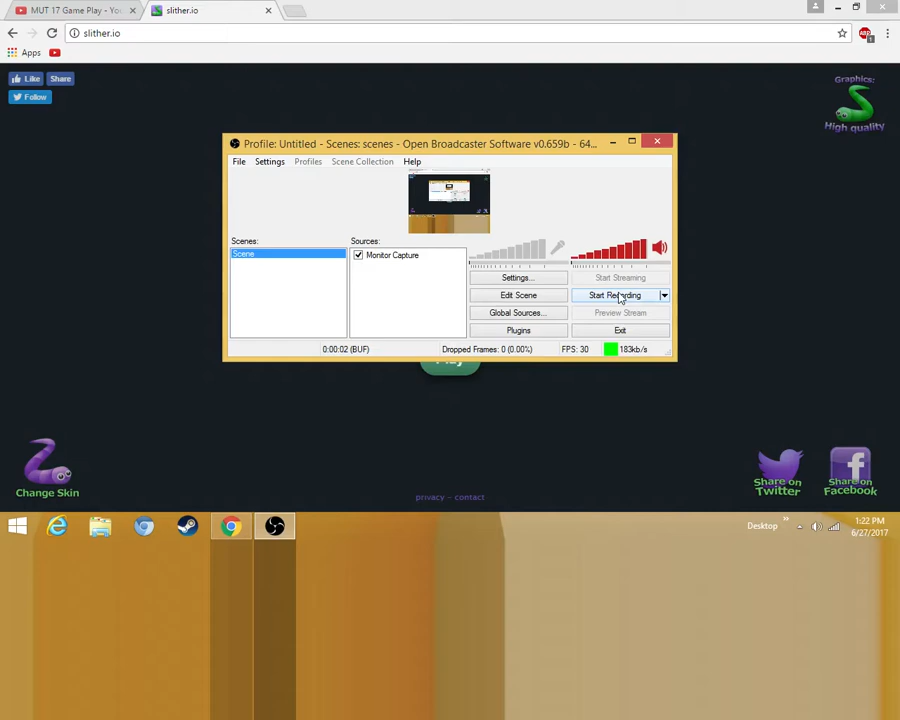 MUT 17 Game Play - You
slither.io
slither.io
Apps
Like Share
Follow
Graphics:
High quality
Profile: Untitled - Scenes: scenes - Open Broadcaster Software v0.659b - 64...
File Settings Profiles Scene Collection Help
Scenes: Sources:
Scene Monitor Capture
Settings... Start Streaming
Edit Scene Start Recording
Global Sources... Preview Stream
Plugins Exit
0:00:02 (BUF) Dropped Frames: 0 (0.00%) FPS: 30 183kb/s
Play
Change Skin
Share on
Twitter
Share on
Facebook
privacy - contact
Desktop
1:22 PM
6/27/2017